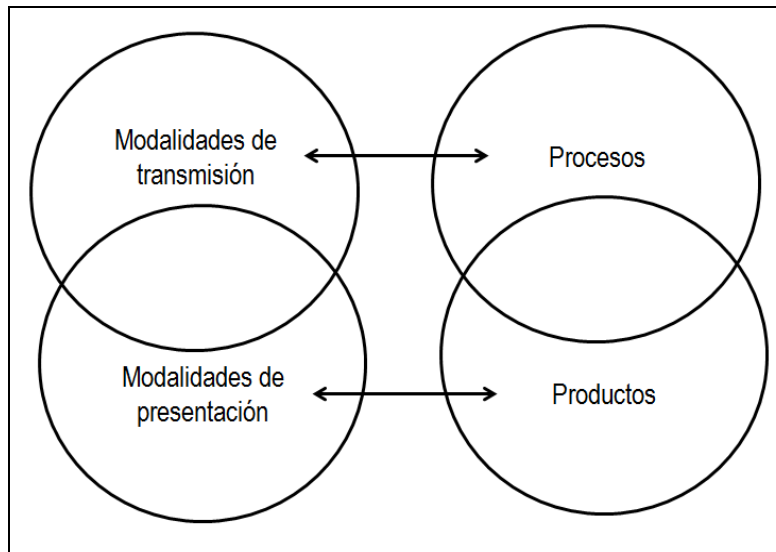 Modalidades de
transmisión
Procesos
Modalidades de
presentación
Productos